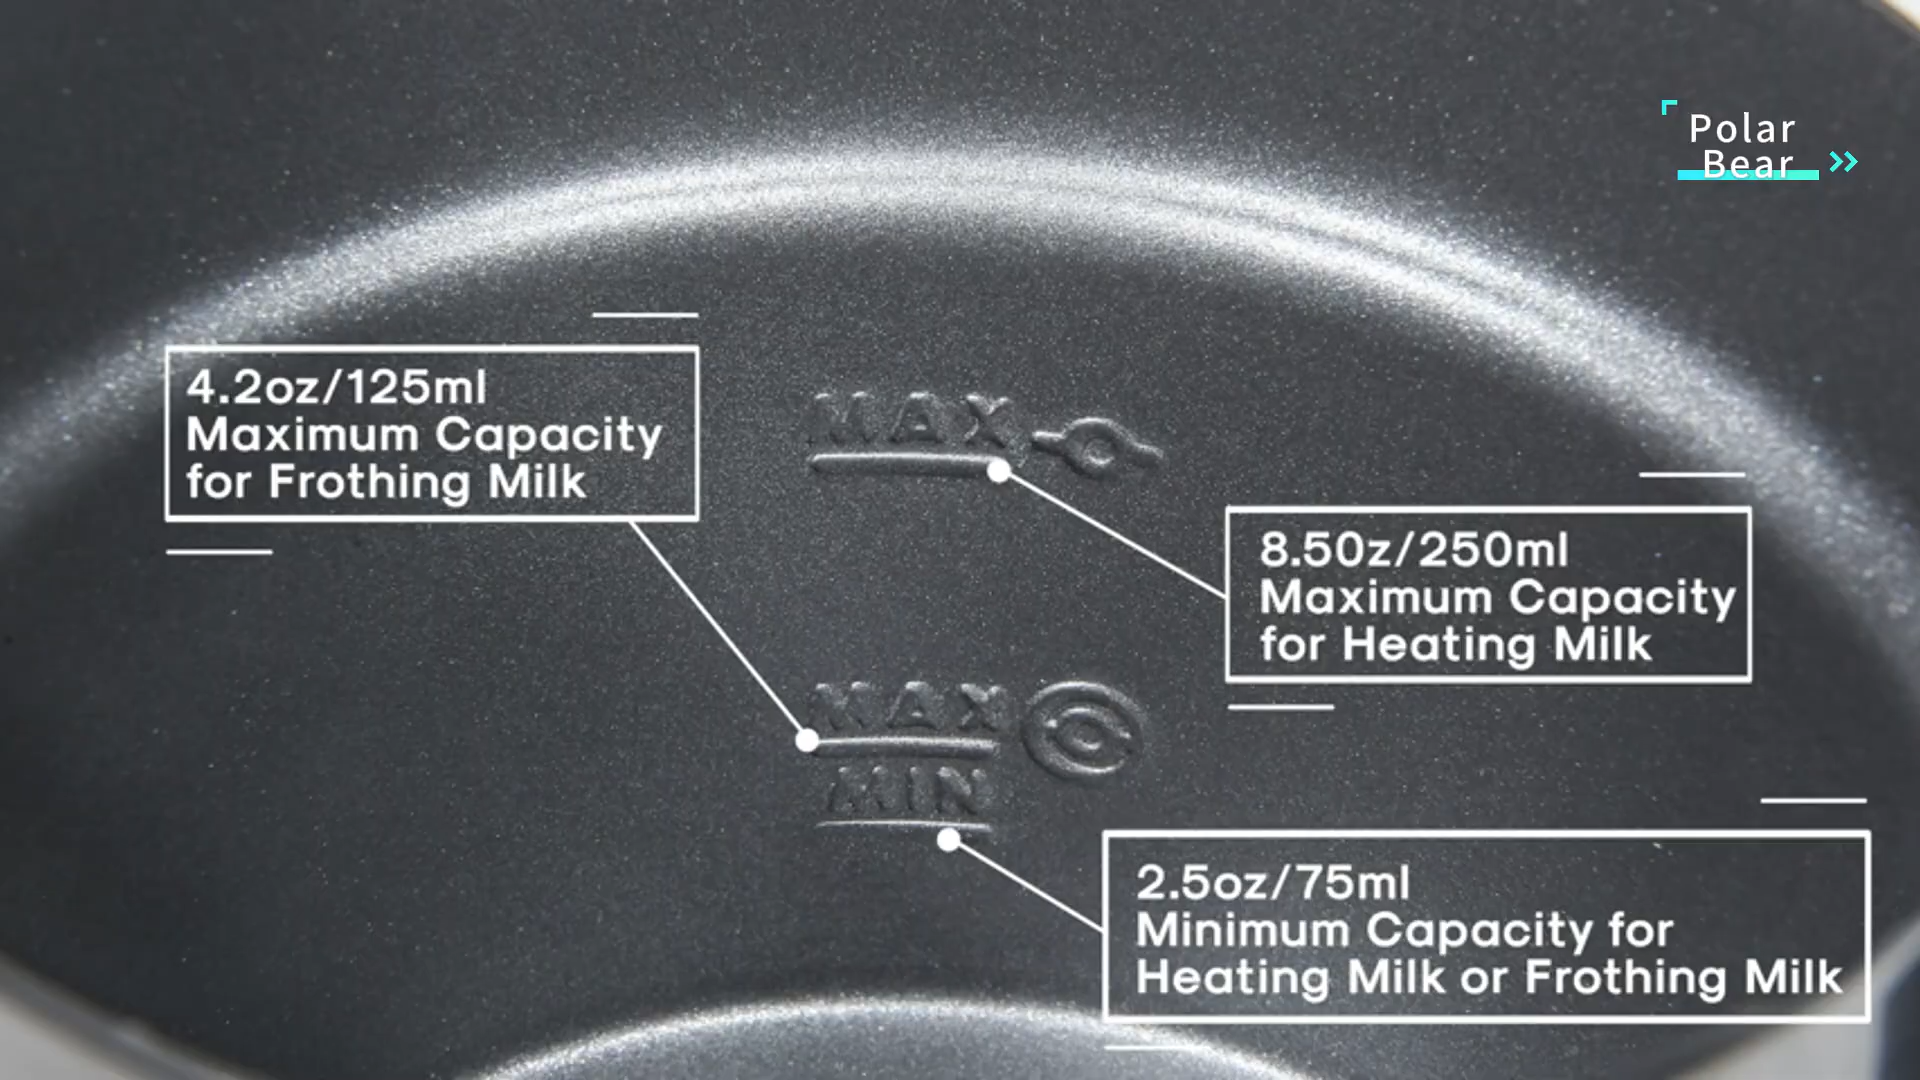 Polar
Bear
4.2oz/125ml
Maximum Capacity
for Frothing Milk
MAX
8.50z/250ml
Maximum Capacity
for Heating Milk
MAX
MIN
2.5oz/75ml
Minimum Capacity for
Heating Milk or Frothing Milk